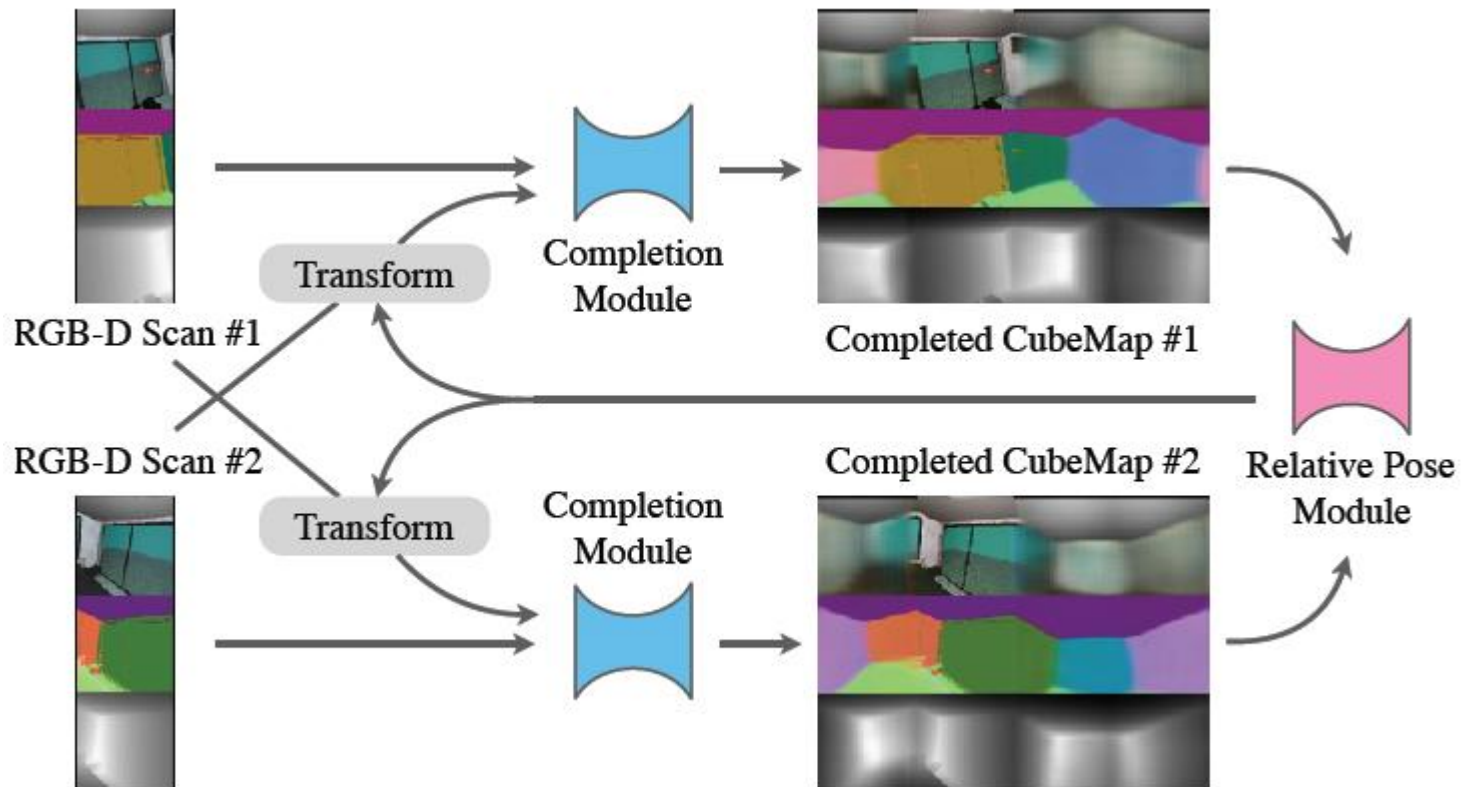 Transform
Completion
Module
RGB-D Scan #1
Completed CubeMap #1
RGB-D Scan #2
Completed CubeMap #2
Relative Pose
Module
Transform
Completion
Module